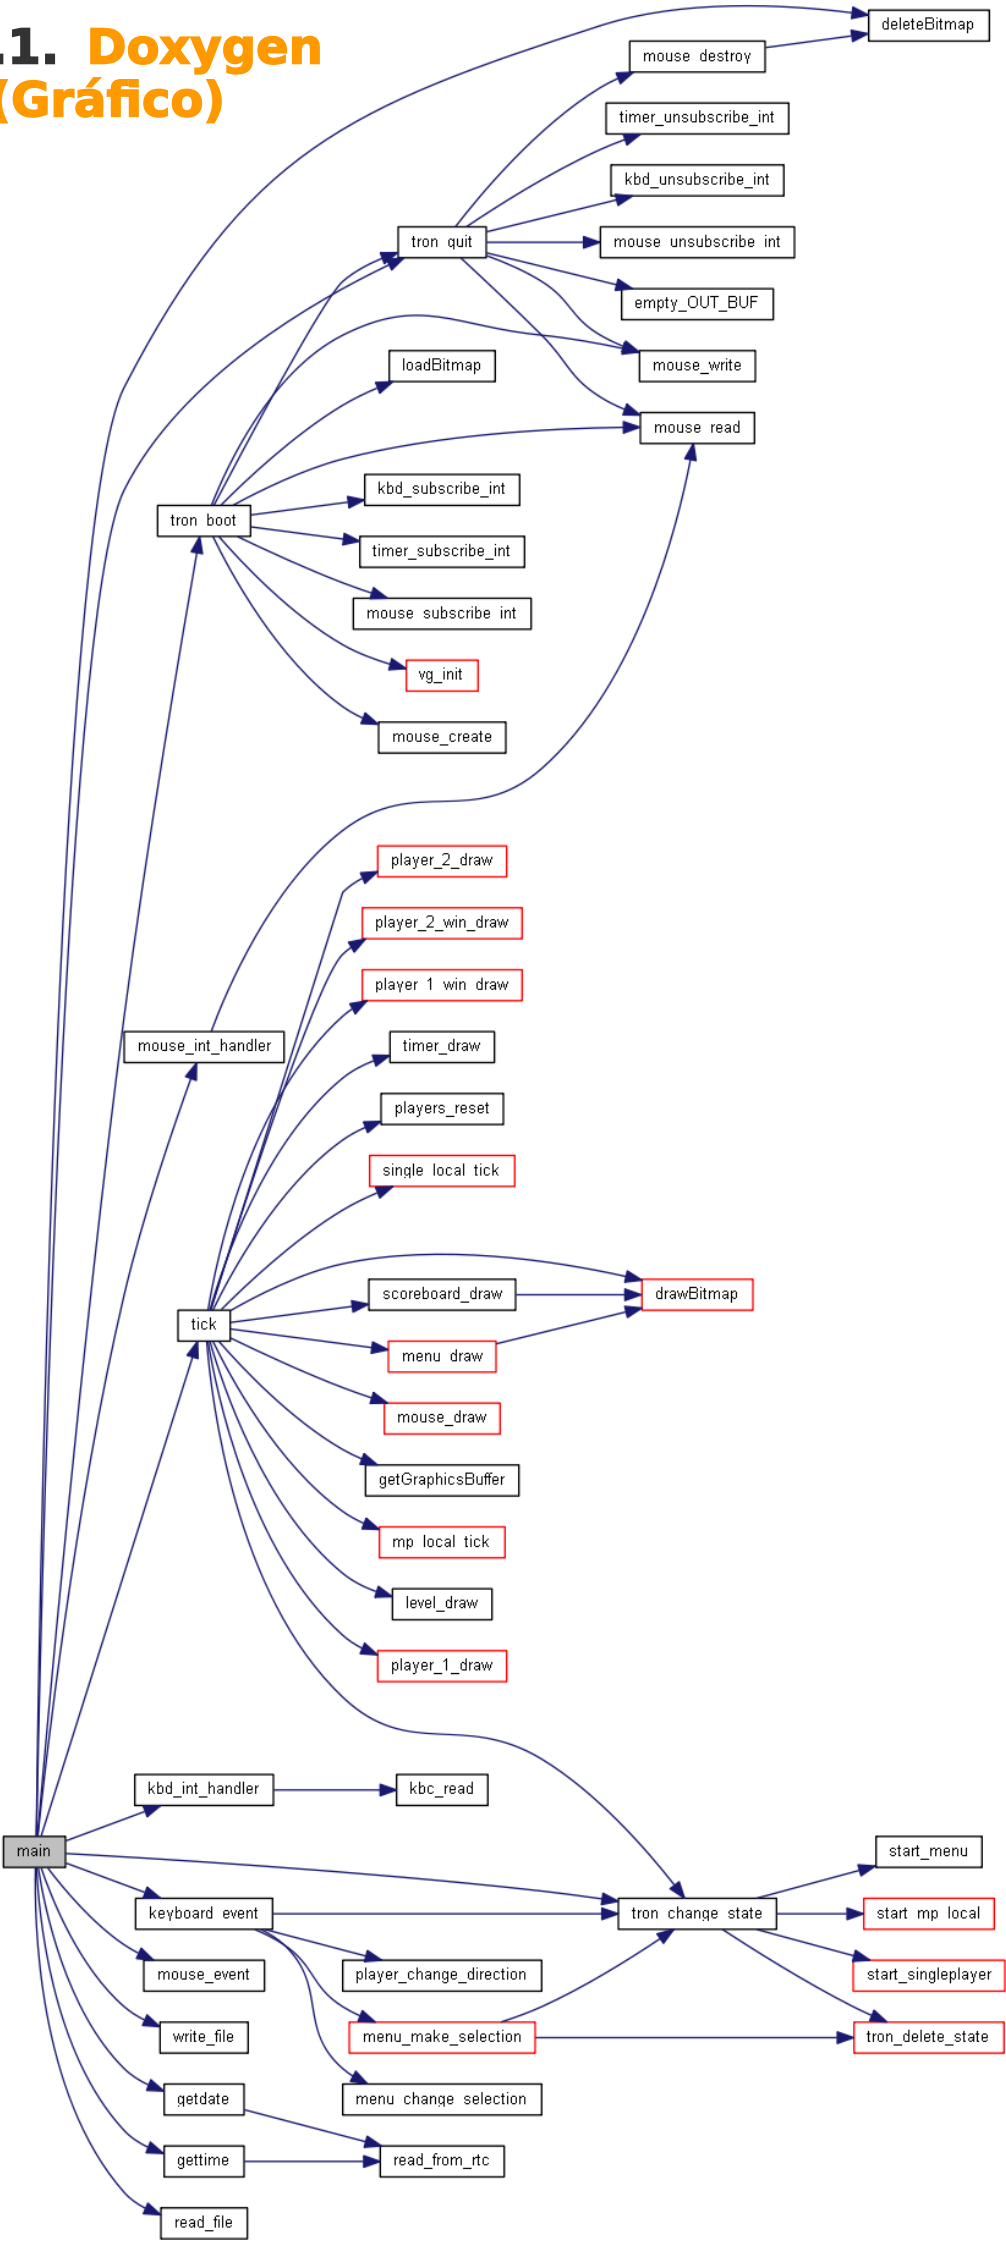 .1. Doxygen
(Gráfico)
deleteBitmap
mouse_destroy
timer_unsubscribe_int
kbd_unsubscribe_int
tron_quit
mouse_unsubscribe_int
empty_OUT_BUF
loadBitmap
mouse_write
mouse_read
kbd_subscribe_int
tron_boot
timer_subscribe_int
mouse_subscribe_int
vg_init
mouse_create
player_2_draw
player_2_win_draw
player_1_win_draw
mouse_int_handler
timer_draw
players_reset
single_local_tick
scoreboard_draw
drawBitmap
tick
menu_draw
mouse_draw
getGraphicsBuffer
mp_local_tick
level_draw
player_1_draw
kbd_int_handler
kbc_read
main
start_menu
keyboard_event
tron_change_state
start_mp_local
mouse_event
player_change_direction
start_singleplayer
write_file
menu_make_selection
tron_delete_state
getdate
menu_change_selection
gettime
read_from_rtc
read_file